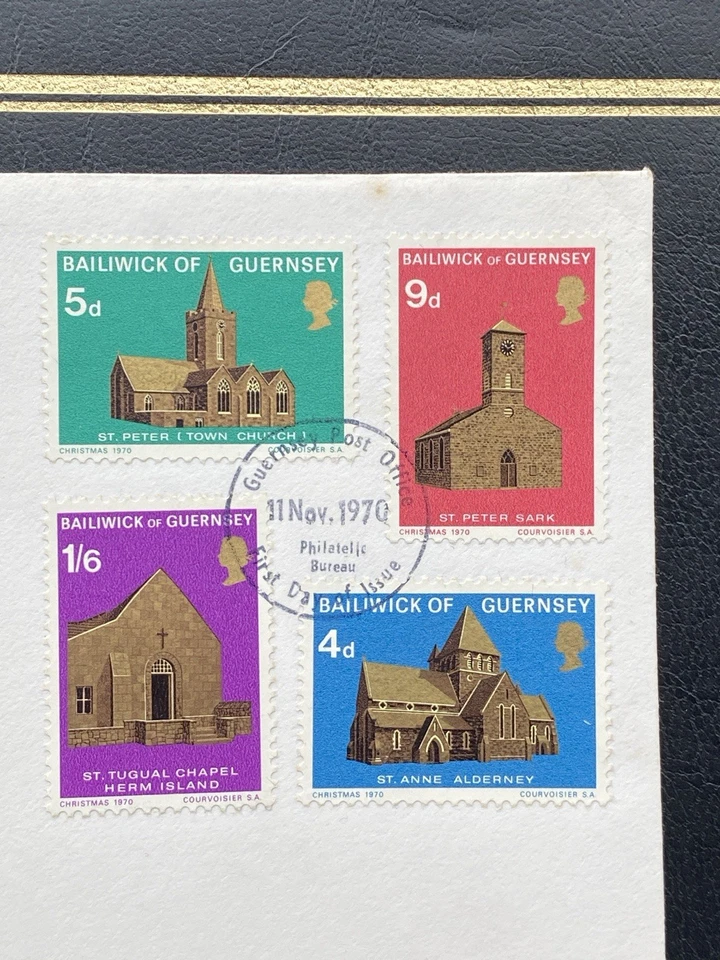 BAILIWICK OF GUERNSEY
5d
ST. PETER (TOWN CHURCH)
CHRISTMAS 1970 COURVOISIER S.A.
BAILIWICK OF GUERNSEY
9d
ST. PETER SARK
CHRISTMAS 1970 COURVOISIER S.A.
Guernsey Post Office
11 Nov. 1970
Philatelic
Bureau
First Day of Issue
BAILIWICK OF GUERNSEY
1/6
ST. TUGUAL CHAPEL
HERM ISLAND
CHRISTMAS 1970 COURVOISIER S.A.
BAILIWICK OF GUERNSEY
4d
ST. ANNE ALDERNEY
CHRISTMAS 1970 COURVOISIER S.A.